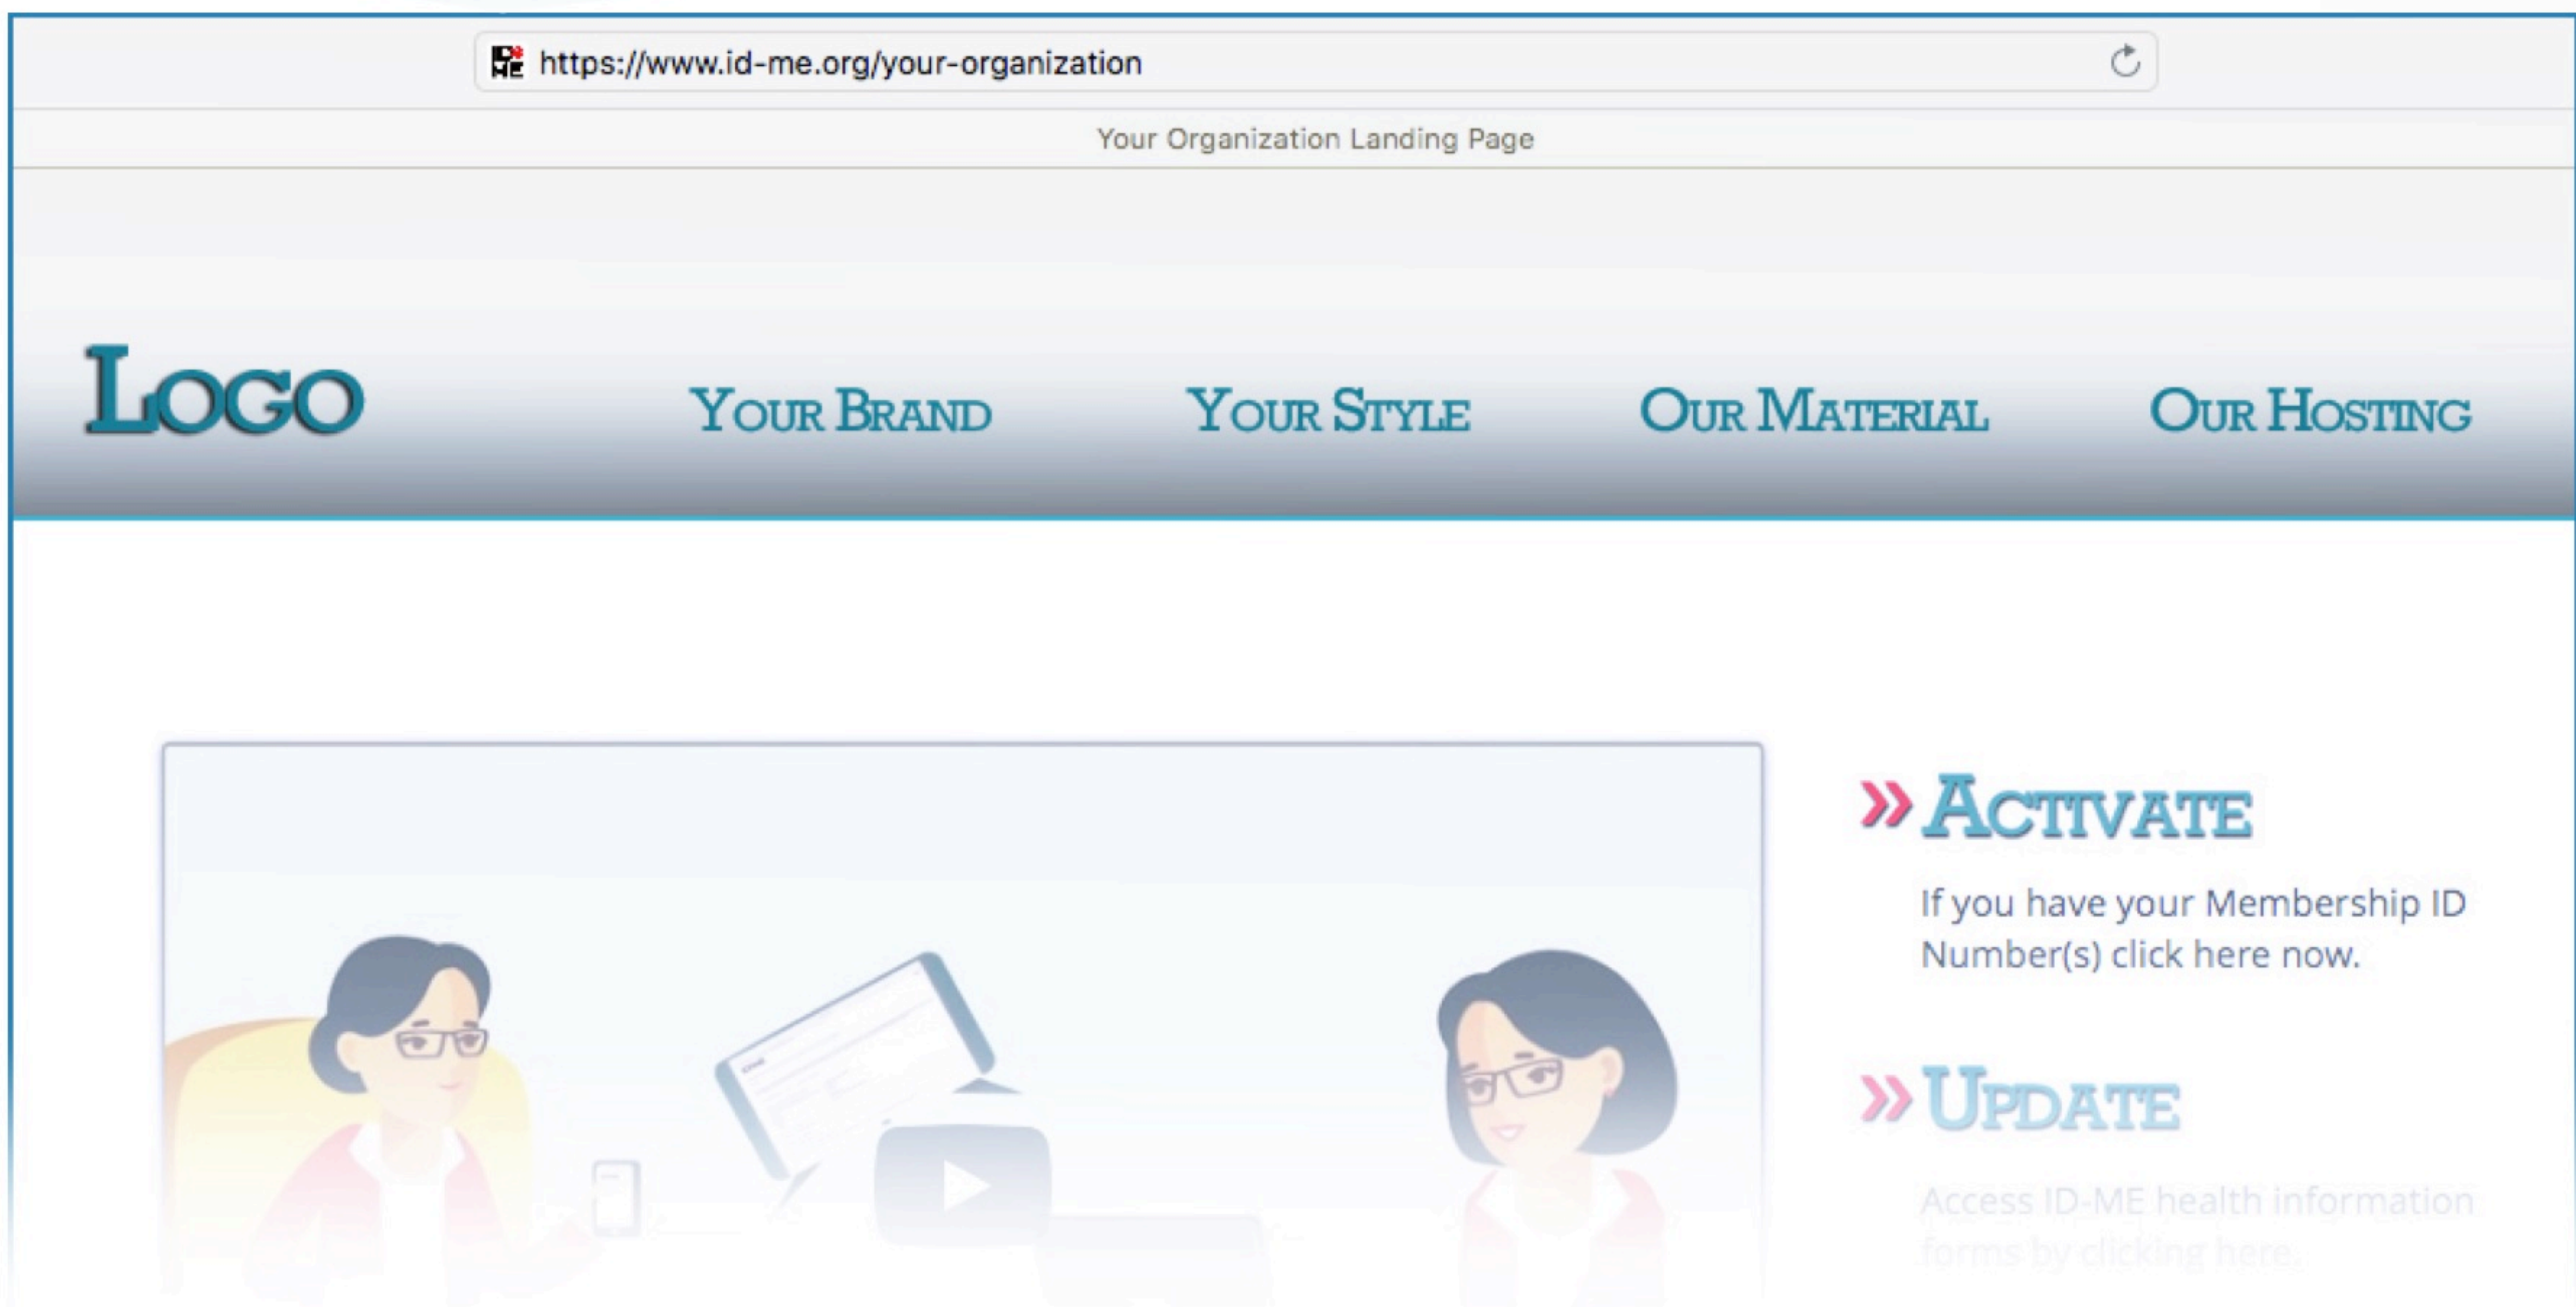 https://www.id-me.org/your-organization
Your Organization Landing Page
LOGO
YOUR BRAND
YOUR STYLE
OUR MATERIAL
OUR HOSTING
» ACTIVATE
If you have your Membership ID
Number(s) click here now.
» UPDATE
Access ID-ME health information
forms by clicking here.